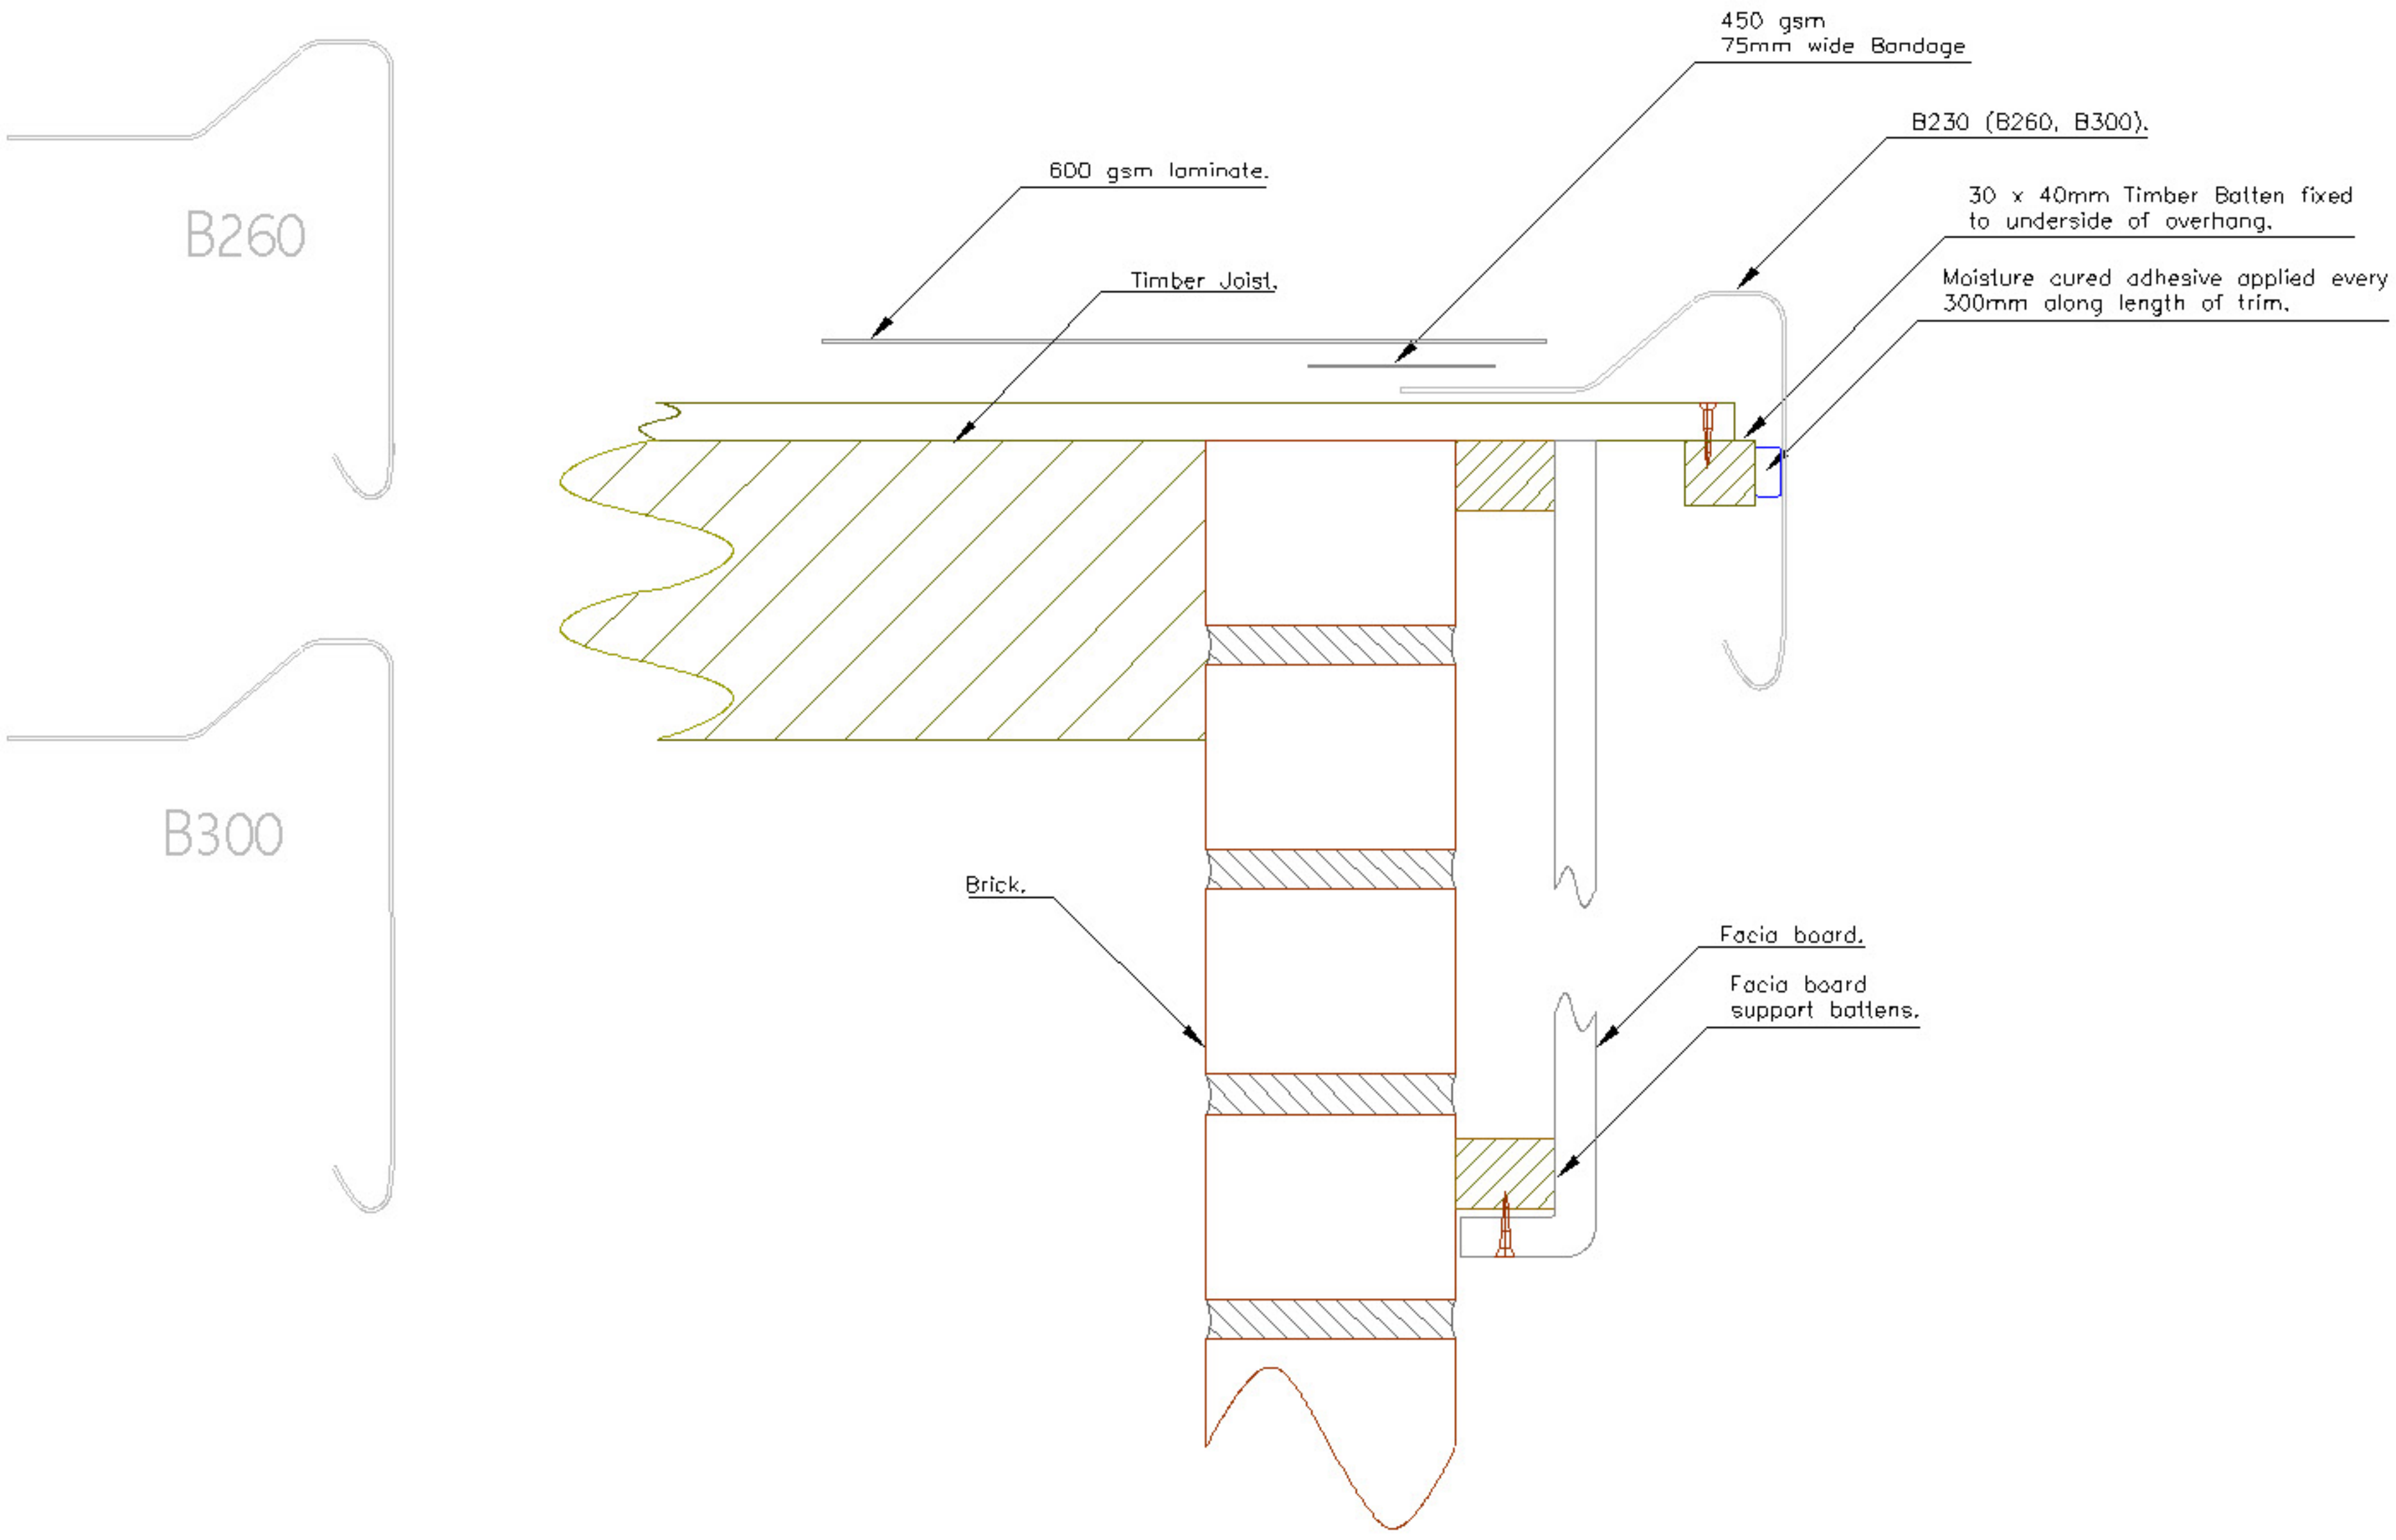 450 gsm
75mm wide Bandage
B230 (B260, B300).
600 gsm laminate.
30 x 40mm Timber Batten fixed
to underside of overhang.
B260
Timber Joist.
Moisture cured adhesive applied every
300mm along length of trim.
B300
Brick.
Facia board.
Facia board
support battens.